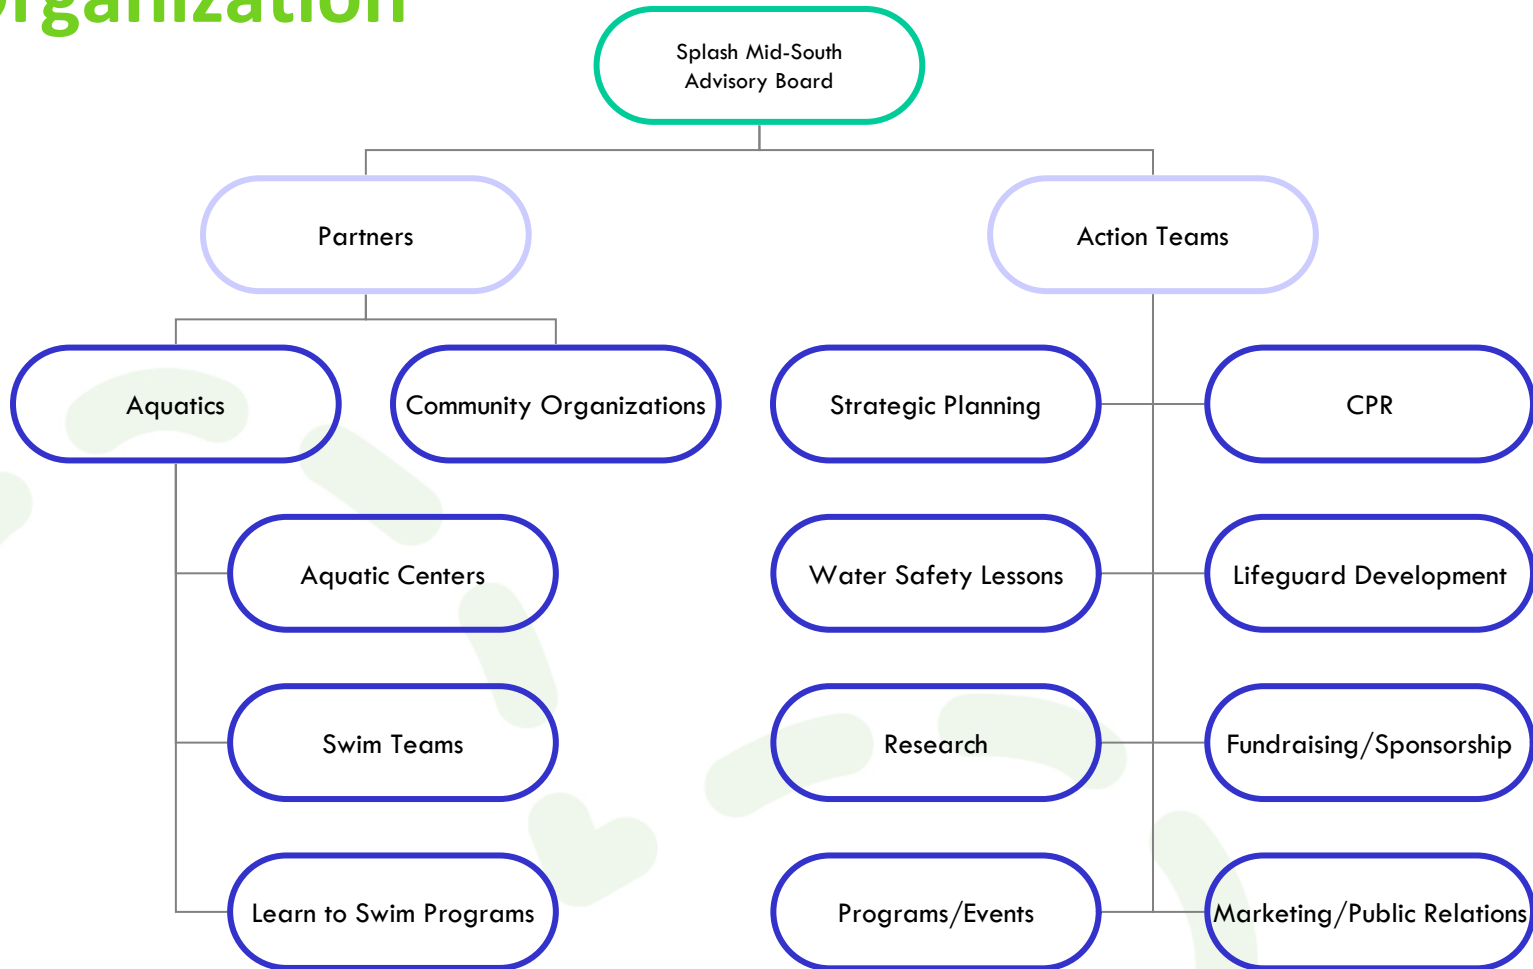 Organization
Splash Mid-South
Advisory Board
Partners
Action Teams
Aquatics
Community Organizations
Strategic Planning
CPR
Aquatic Centers
Water Safety Lessons
Lifeguard Development
Swim Teams
Research
Fundraising/Sponsorship
Learn to Swim Programs
Programs/Events
Marketing/Public Relations